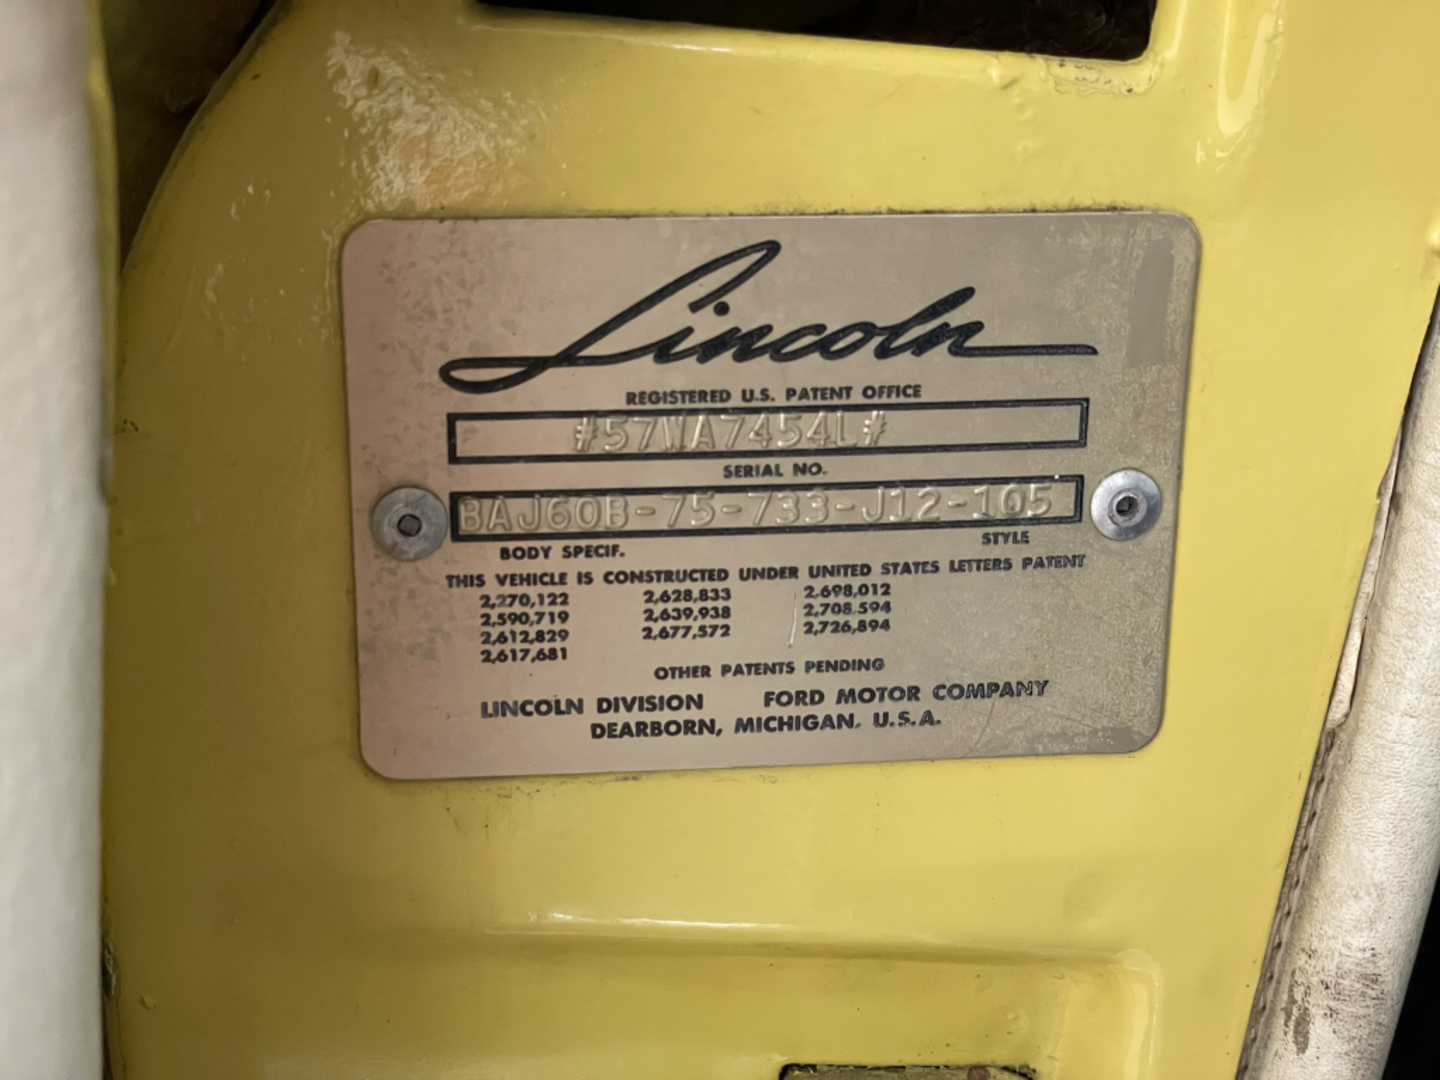 Lincoln
REGISTERED U.S. PATENT OFFICE
#57WA7454L#
SERIAL NO.
BAJ60B-75-733-J12-105
BODY SPECIF. STYLE
THIS VEHICLE IS CONSTRUCTED UNDER UNITED STATES LETTERS PATENT
2,270,122 2,628,833 2,698,012
2,590,719 2,639,938 2,708,594
2,612,829 2,677,572 2,726,894
2,617,681
OTHER PATENTS PENDING
LINCOLN DIVISION FORD MOTOR COMPANY
DEARBORN, MICHIGAN. U.S.A.